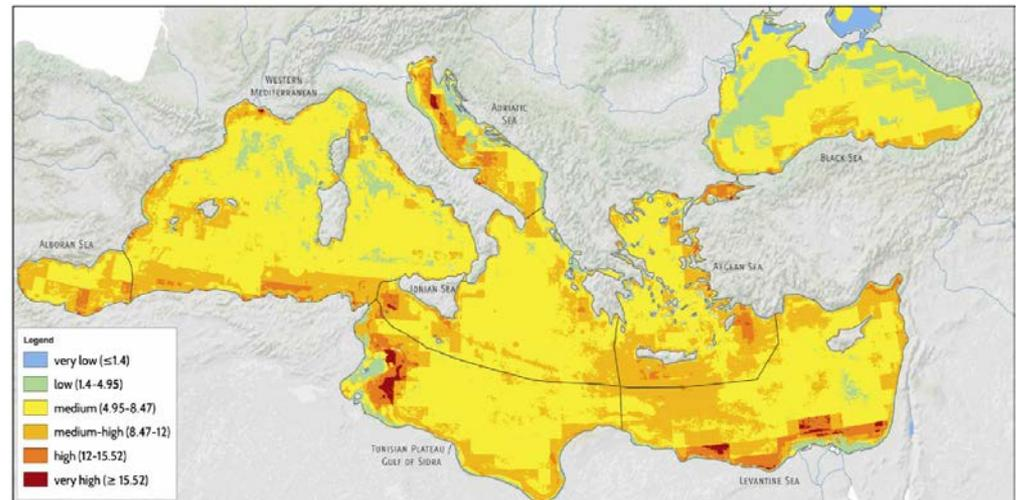 WESTERN
MEDITERRANEAN
ADRIATIC
SEA
BLACK SEA
ALBORAN SEA
AEGEAN SEA
IONIAN SEA
TUNISIAN PLATEAU /
GULF OF SIDRA
LEVANTINE SEA
Legend
very low (≤1.4)
low (1.4-4.95)
medium (4.95-8.47)
medium-high (8.47-12)
high (12-15.52)
very high (≥ 15.52)